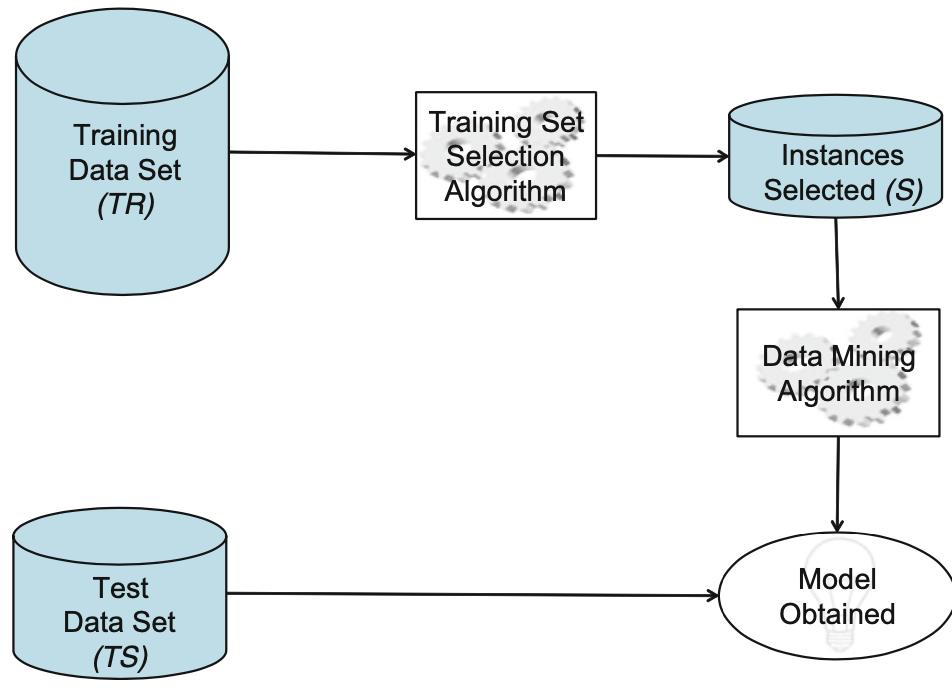 Training
Data Set
(TR)
Training Set
Selection
Algorithm
Instances
Selected (S)
Data Mining
Algorithm
Test
Data Set
(TS)
Model
Obtained